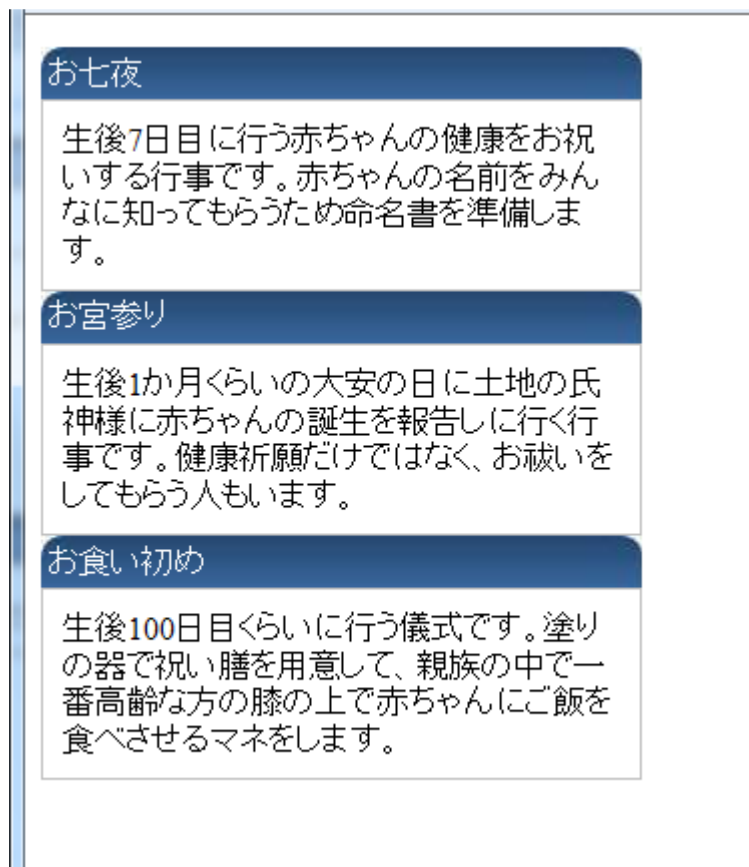 お七夜
生後7日目に行う赤ちゃんの健康をお祝
いする行事です。赤ちゃんの名前をみん
なに知ってもらうため命名書を準備しま
す。
お宮参り
生後1か月くらいの大安の日に土地の氏
神様に赤ちゃんの誕生を報告しに行く行
事です。健康祈願だけではなく、お祓いを
してもらう人もいます。
お食い初め
生後100日目くらいに行う儀式です。塗り
の器で祝い膳を用意して、親族の中で一
番高齢な方の膝の上で赤ちゃんにご飯を
食べさせるマネをします。